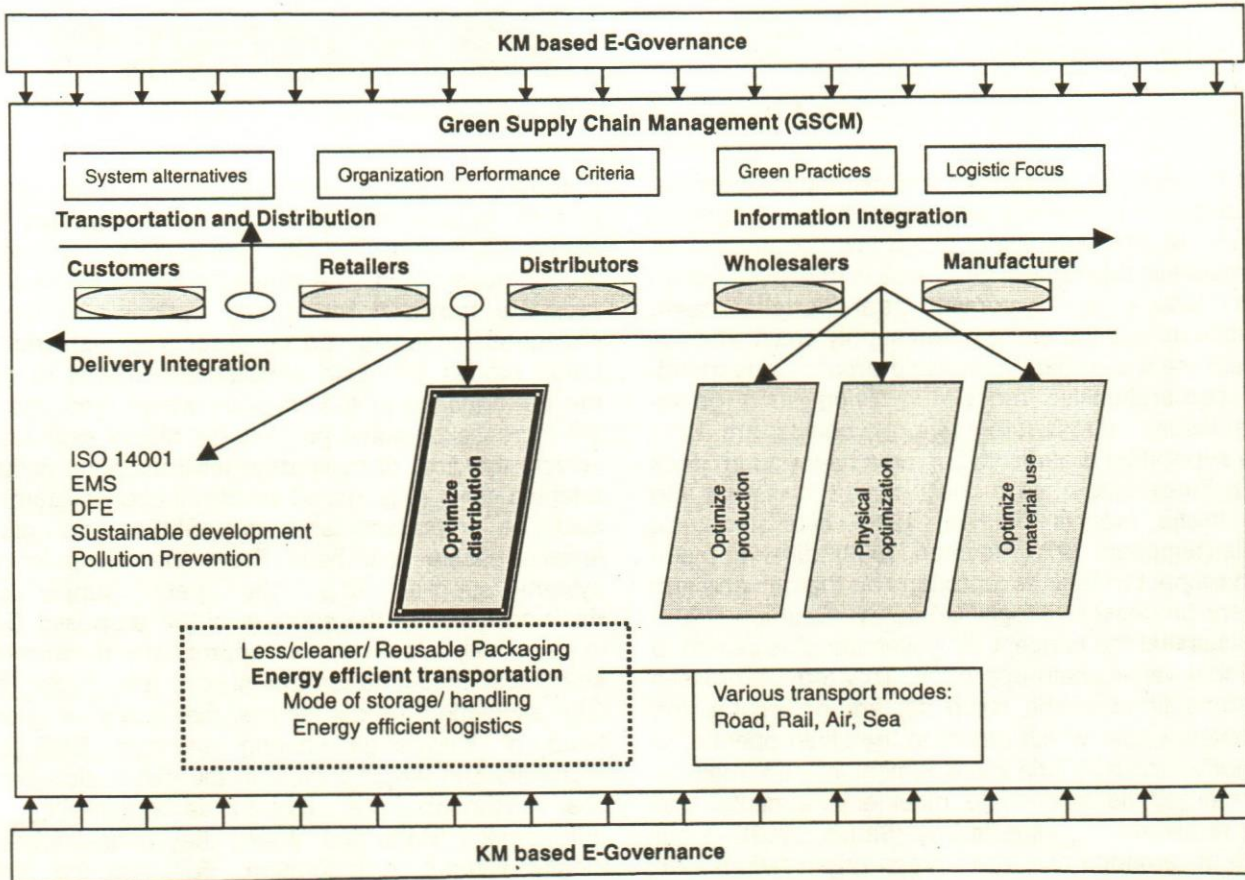 KM based E-Governance
Green Supply Chain Management (GSCM)
System alternatives
Organization Performance Criteria
Green Practices
Logistic Focus
Transportation and Distribution
Information Integration
Customers
Retailers
Distributors
Wholesalers
Manufacturer
Delivery Integration
ISO 14001
EMS
DFE
Sustainable development
Pollution Prevention
Optimize
distribution
Optimize
production
Physical
optimization
Optimize
material use
Less/cleaner/ Reusable Packaging
Energy efficient transportation
Mode of storage/ handling
Energy efficient logistics
Various transport modes:
Road, Rail, Air, Sea
KM based E-Governance